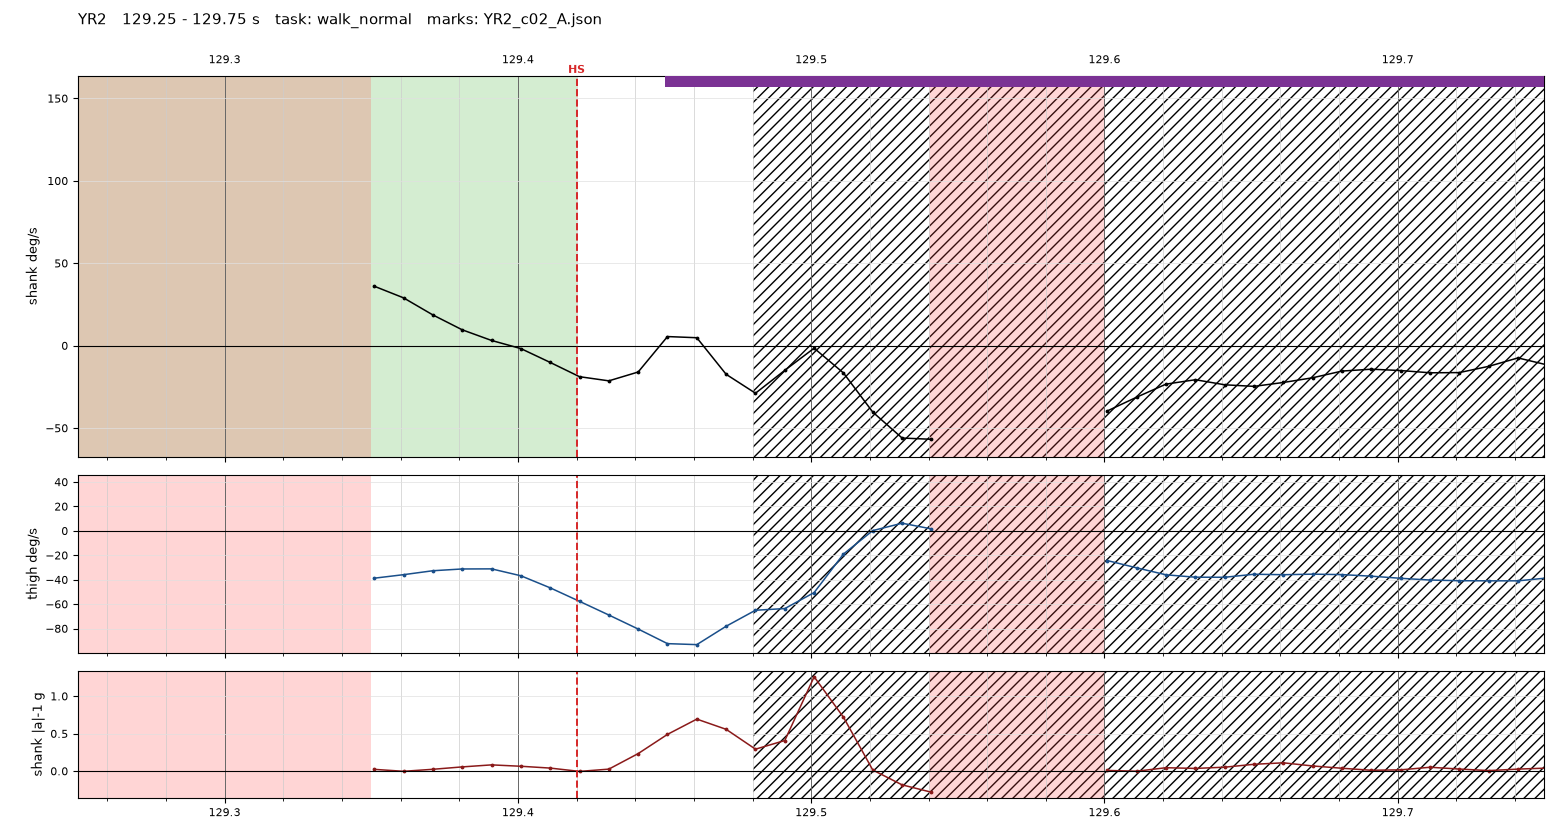 YR2   129.25 - 129.75 s   task: walk_normal   marks: YR2_c02_A.json
129.3 129.4 129.5 129.6 129.7
HS
150
100
50
0
−50
shank deg/s
40
20
0
−20
−40
−60
−80
thigh deg/s
1.0
0.5
0.0
shank |a|-1 g
129.3 129.4 129.5 129.6 129.7